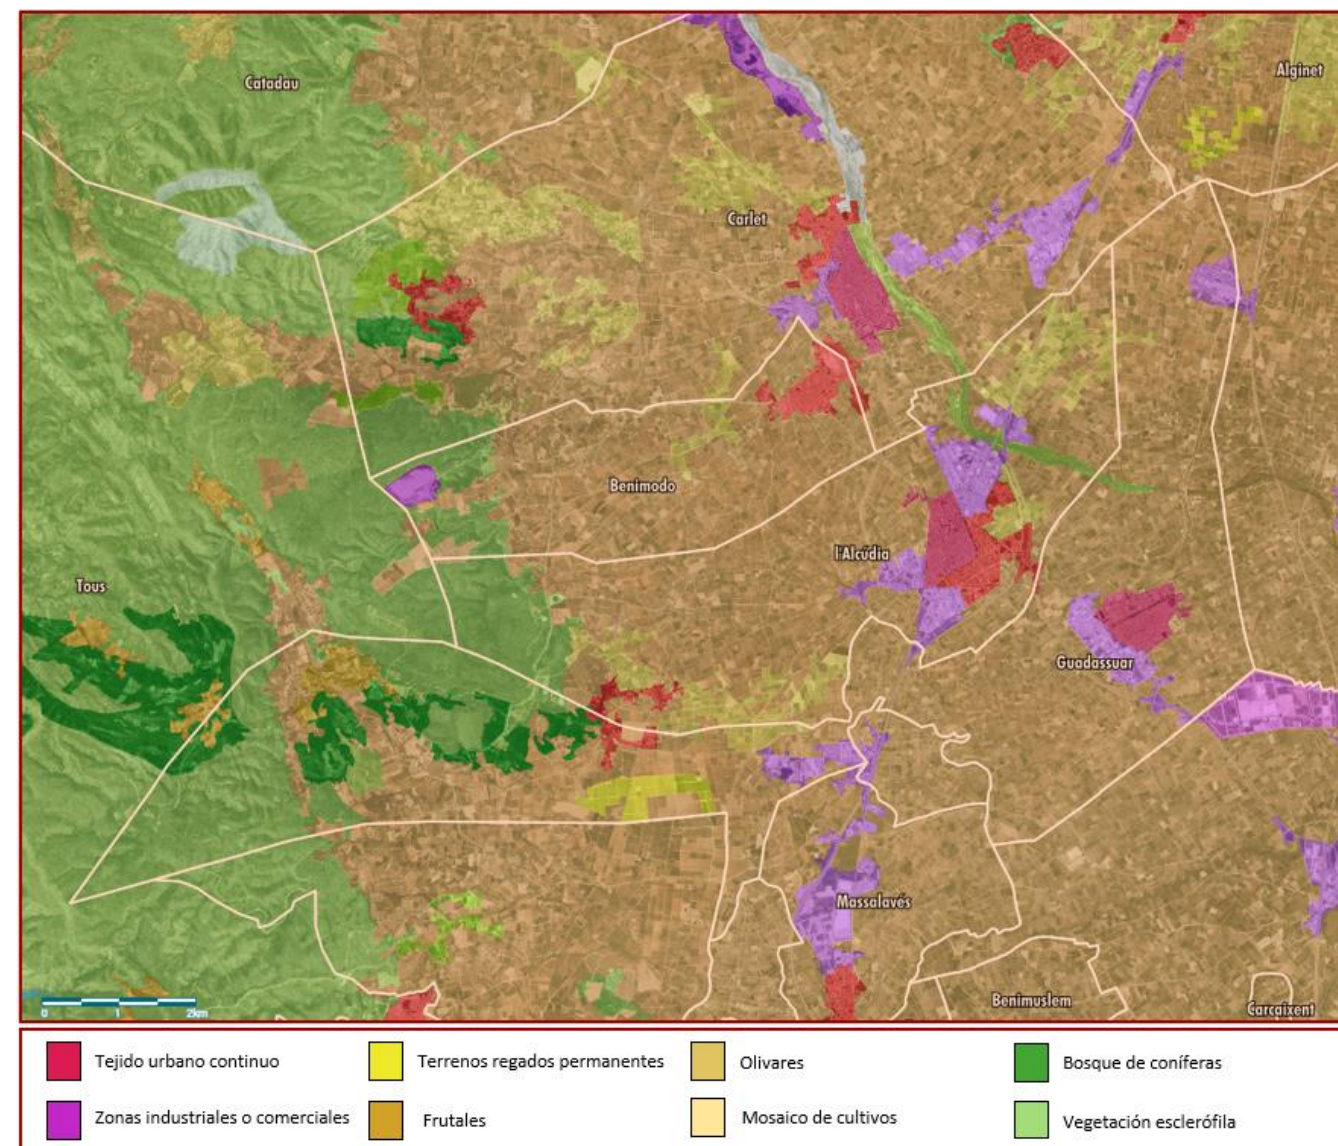 Catadau
Alginet
Carlet
Benimodo
l'Alcúdia
Tous
Guadassuar
Massalavés
Benimuslem
Carcaixent
0 1 2km
Tejido urbano continuo
Terrenos regados permanentes
Olivares
Bosque de coníferas
Zonas industriales o comerciales
Frutales
Mosaico de cultivos
Vegetación esclerófila